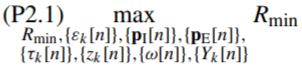 (P2.1) max R_min
R_min,{ε_k[n]},{𝐩_I[n]},{𝐩_E[n]},
{τ_k[n]},{z_k[n]},{ω[n]},{Y_k[n]}